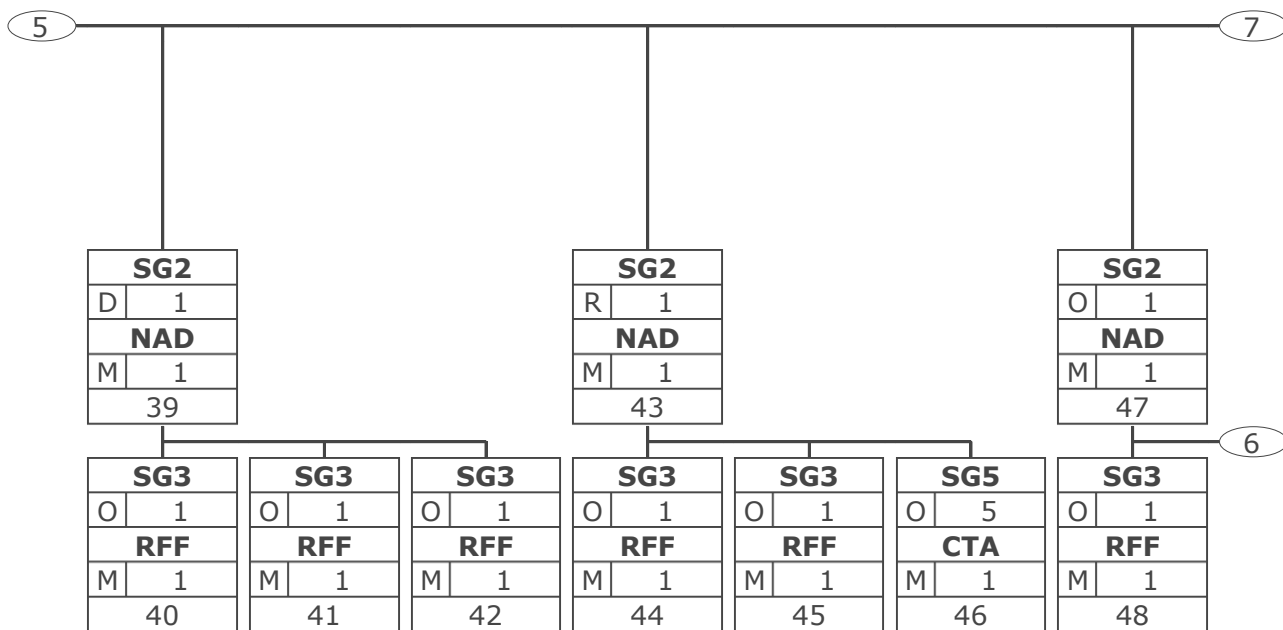 5
7
SG2
D 1
NAD
M 1
39
SG2
R 1
NAD
M 1
43
SG2
O 1
NAD
M 1
47
6
SG3
O 1
RFF
M 1
40
SG3
O 1
RFF
M 1
41
SG3
O 1
RFF
M 1
42
SG3
O 1
RFF
M 1
44
SG3
O 1
RFF
M 1
45
SG5
O 5
CTA
M 1
46
SG3
O 1
RFF
M 1
48